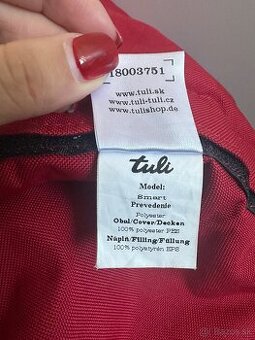 18003751
www.tuli.sk
www.tuli-tuli.cz
www.tulishop.de
tuli
Model:
Smart
Prevedenie
Polyester
Obal/Cover/Decken
100% polyester PES
Náplň/Filling/Füllung
100% polystyrén EPS